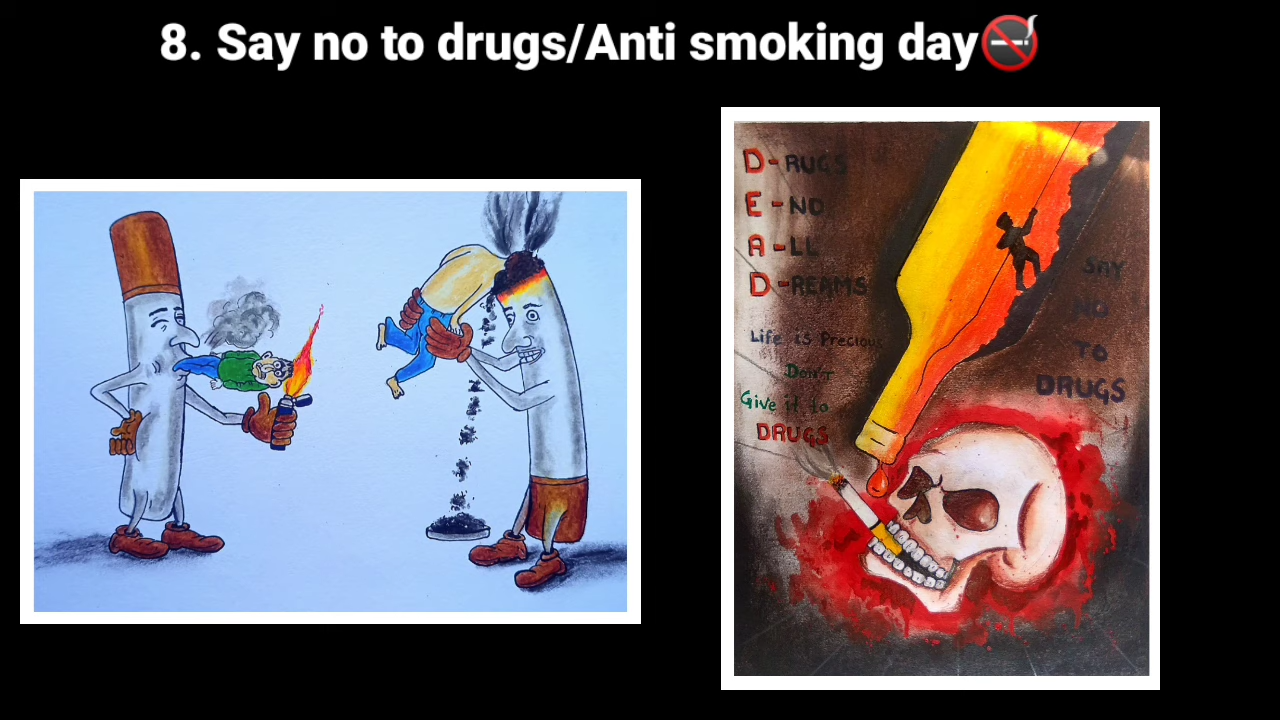 8. Say no to drugs/Anti smoking day🚭
D-RUGS
E-ND
A-LL
D-REAMS
Life is Precious
Don't
Give it to
DRUGS
SAY
NO
TO
DRUGS